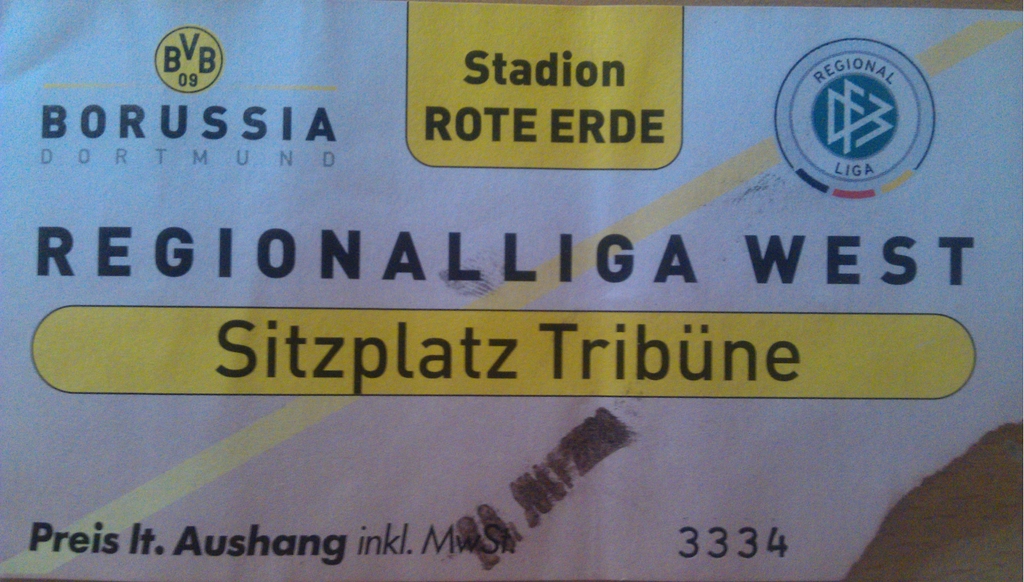 BVB
09
BORUSSIA
DORTMUND
Stadion
ROTE ERDE
REGIONAL
DFB
LIGA
REGIONALLIGA WEST
Sitzplatz Tribüne
Preis lt. Aushang inkl. MwSt.
3334